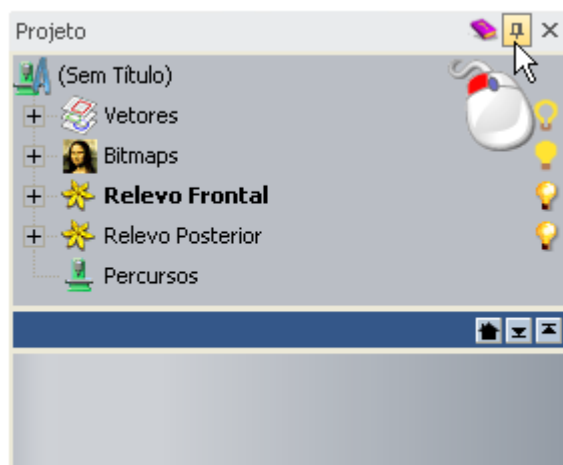 Projeto
(Sem Título)
Vetores
Bitmaps
Relevo Frontal
Relevo Posterior
Percursos